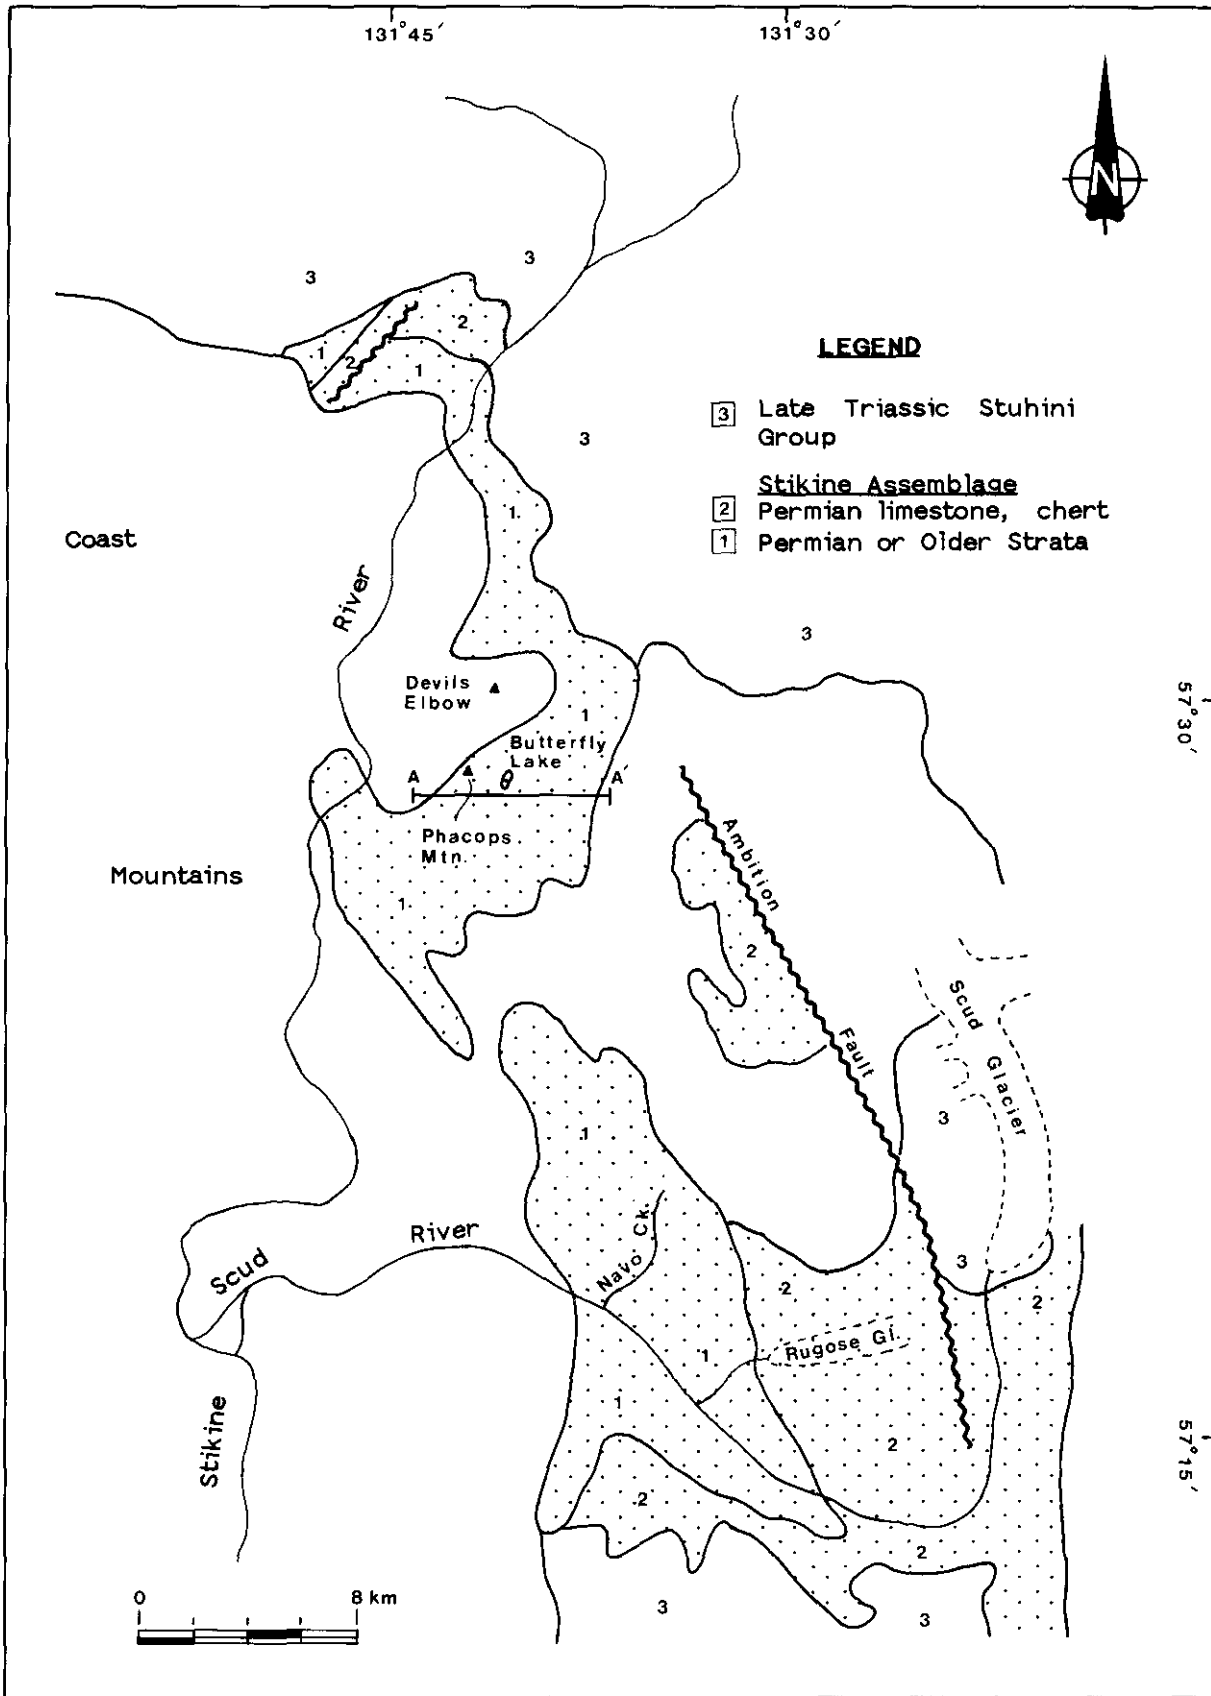 131°45′
131°30′
N
3
3
1
2
2
1
LEGEND
3 Late Triassic Stuhini
Group
Stikine Assemblage
2 Permian limestone, chert
1 Permian or Older Strata
3
1
Coast
River
3
Devils
Elbow
1
57°30′
Butterfly
Lake
A
A′
Phacops
Mtn.
Ambition
Fault
Mountains
1
2
Scud
Glacier
3
1
Navo Ck.
River
Scud
3
2
2
Rugose Gl.
1
1
2
Stikine
2
57°15′
2
3
3
0
8 km